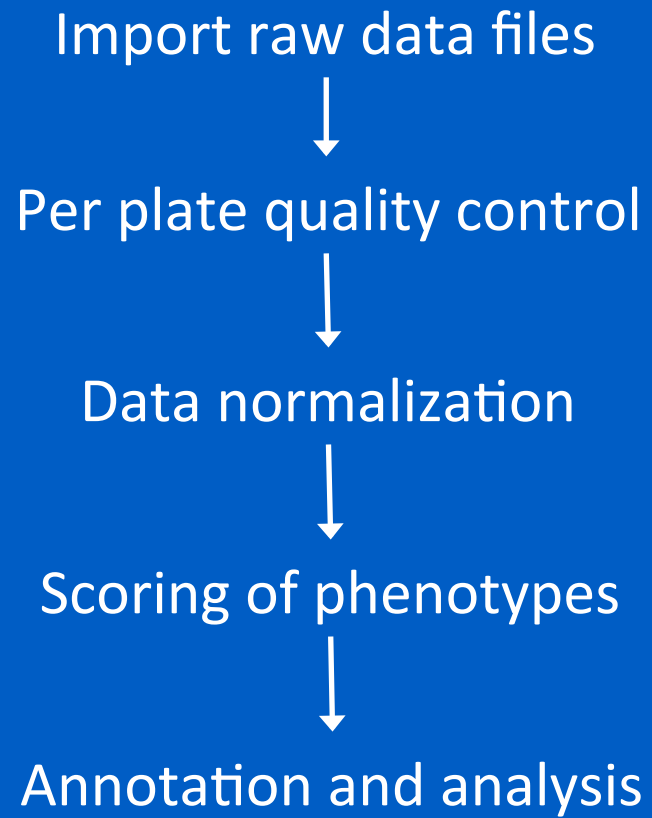 Import raw data files
Per plate quality control
Data normalization
Scoring of phenotypes
Annotation and analysis